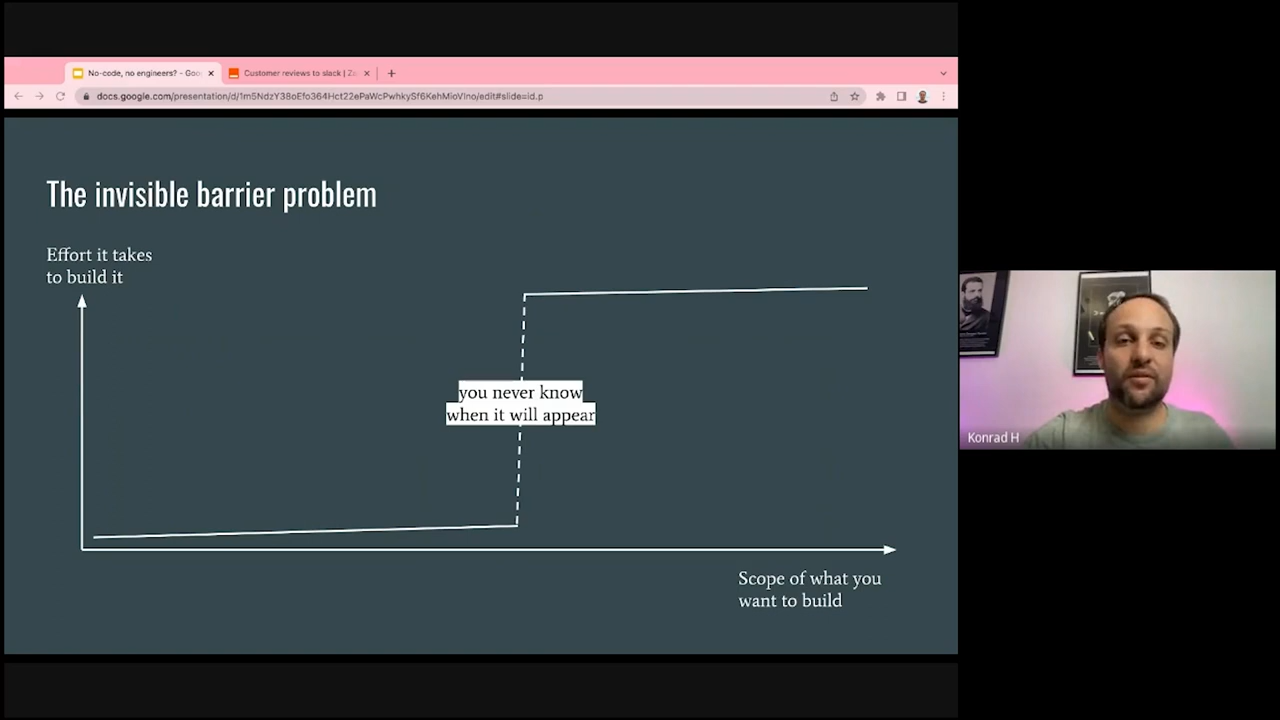 No-code, no engineers? - Goo
Customer reviews to slack | Za
docs.google.com/presentation/d/1m5NdzY38oEfo364Hct22ePaWcPwhkySf6KehMioVIno/edit#slide=id.p
The invisible barrier problem
Effort it takes
to build it
you never know
when it will appear
Scope of what you
want to build
Konrad H